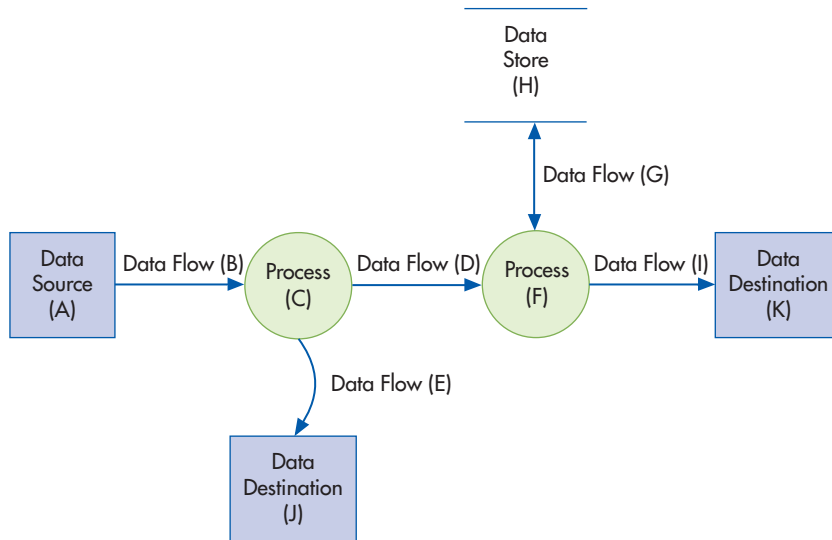 Data
Store
(H)
Data Flow (G)
Data
Source
(A)
Data Flow (B)
Process
(C)
Data Flow (D)
Process
(F)
Data Flow (I)
Data
Destination
(K)
Data Flow (E)
Data
Destination
(J)